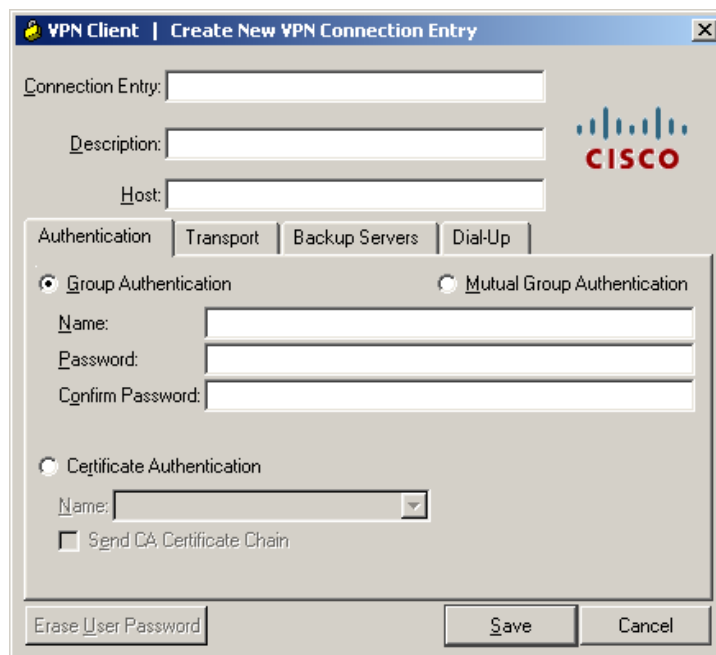 VPN Client | Create New VPN Connection Entry
Connection Entry:
Description:
CISCO
Host:
Authentication Transport Backup Servers Dial-Up
Group Authentication Mutual Group Authentication
Name:
Password:
Confirm Password:
Certificate Authentication
Name:
Send CA Certificate Chain
Erase User Password Save Cancel